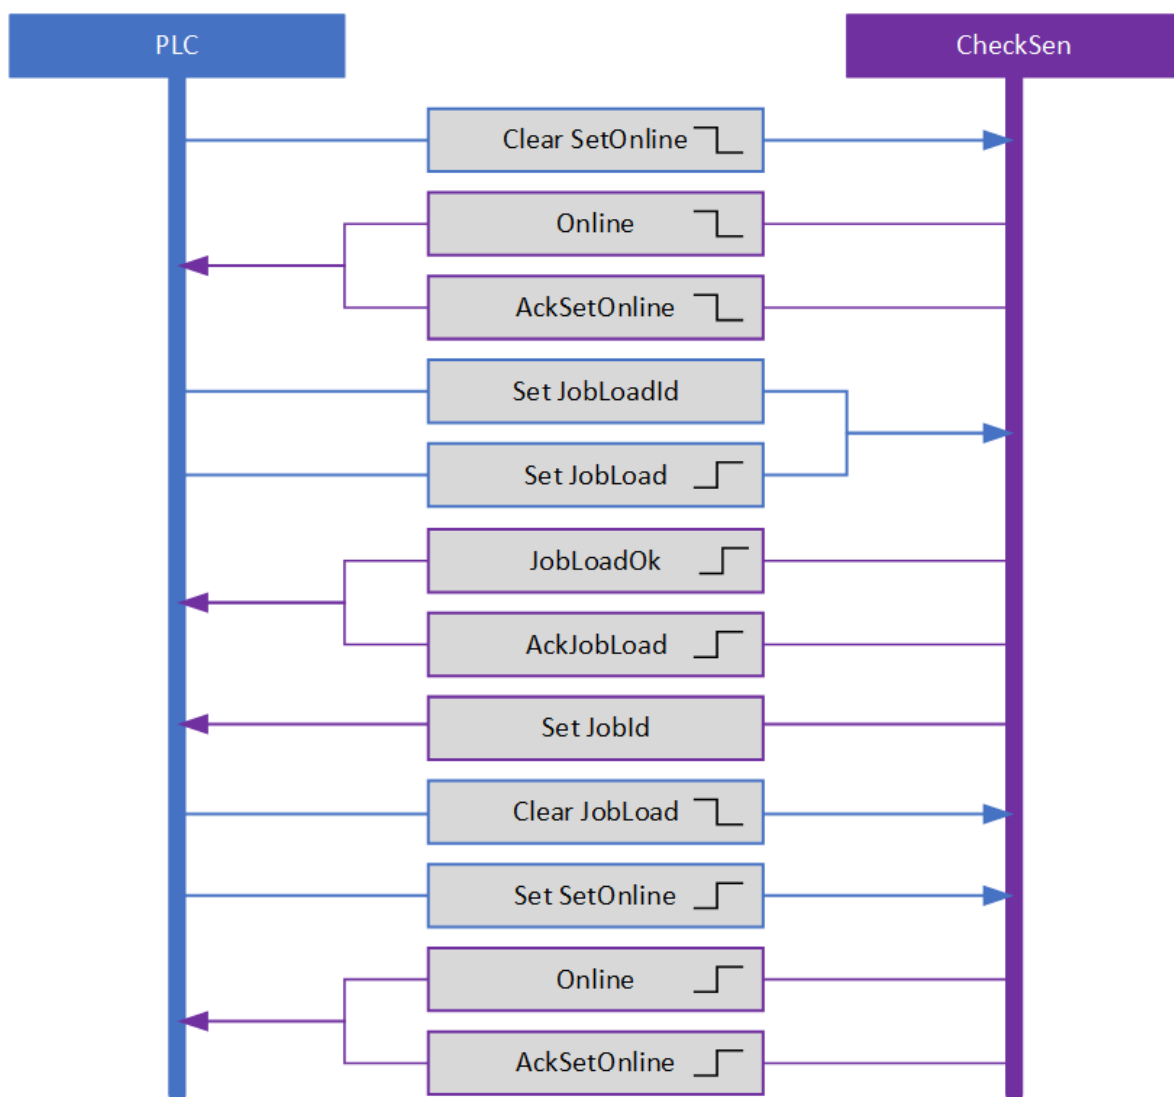 PLC
CheckSen
Clear SetOnline
Online
AckSetOnline
Set JobLoadId
Set JobLoad
JobLoadOk
AckJobLoad
Set JobId
Clear JobLoad
Set SetOnline
Online
AckSetOnline